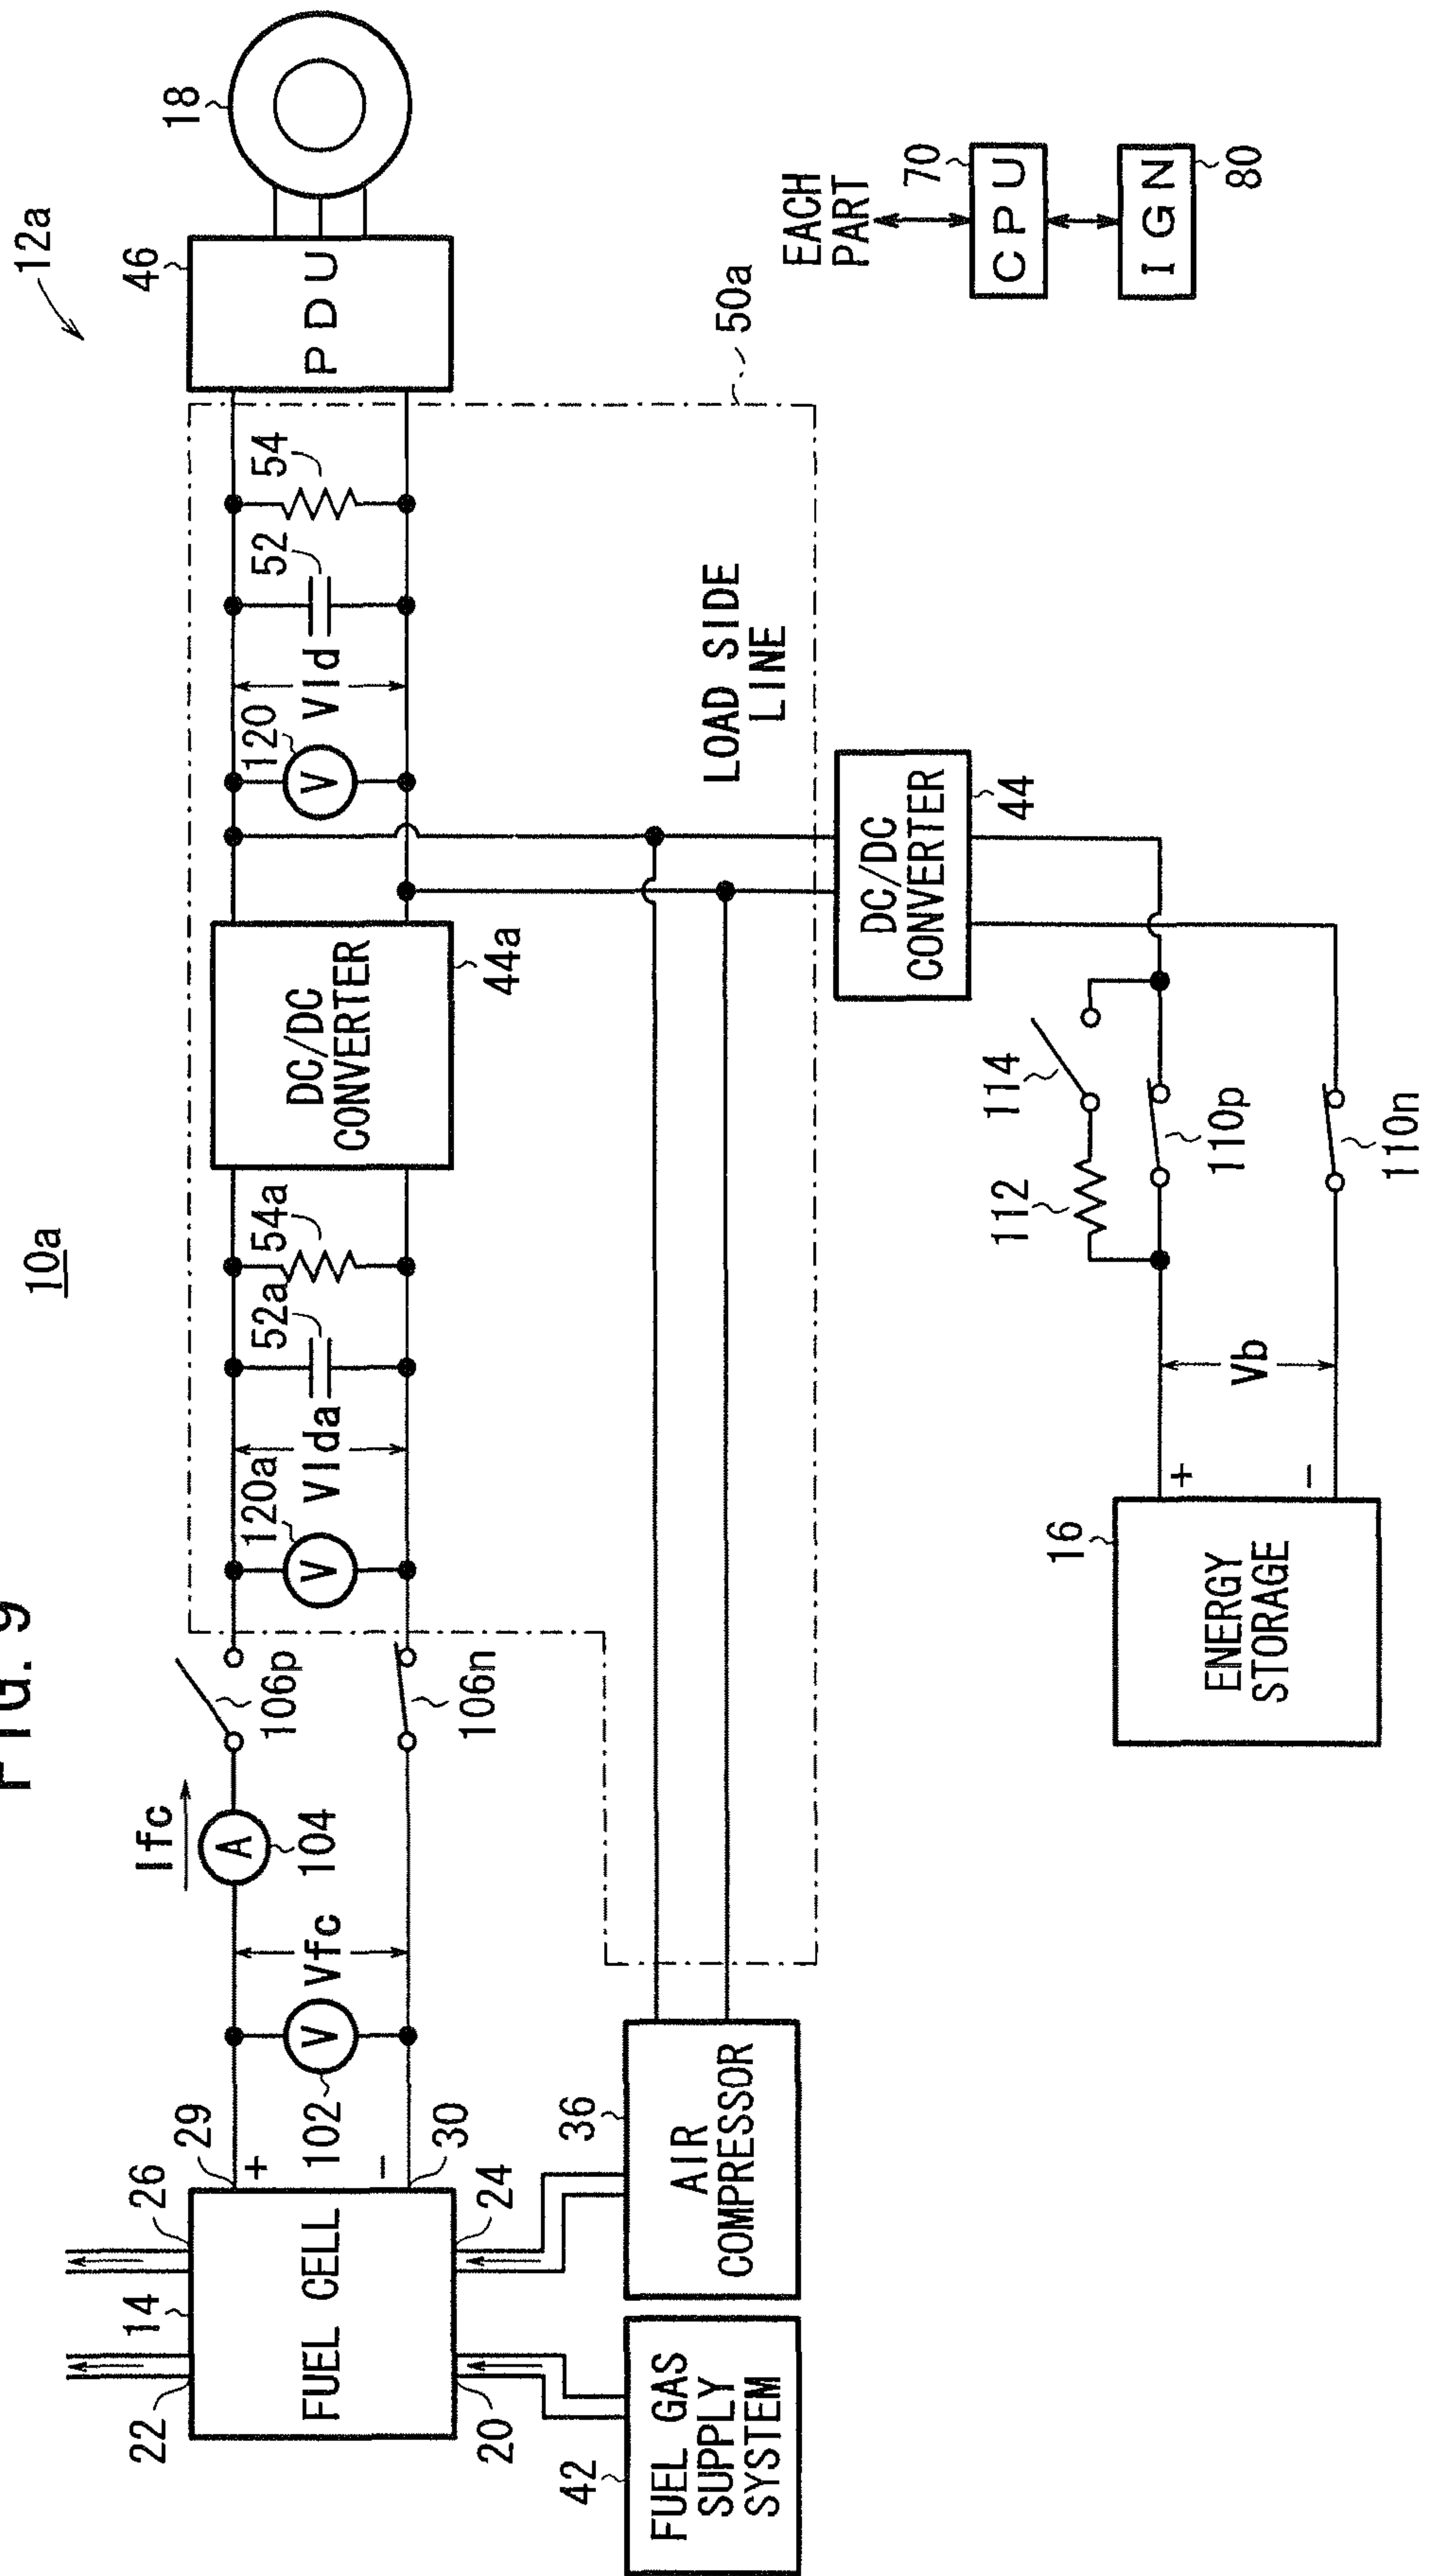 FIG. 9
10a
12a
14
22
26
29
20
24
30
FUEL CELL
+
−
102
V
Vfc
Ifc
A
104
106p
106n
120a
V
Vlda
52a
54a
DC/DC
CONVERTER
44a
120
V
Vld
52
54
46
PDU
18
50a
LOAD SIDE
LINE
42
FUEL GAS
SUPPLY
SYSTEM
36
AIR
COMPRESSOR
DC/DC
CONVERTER
44
EACH
PART
70
CPU
IGN
80
16
ENERGY
STORAGE
+
−
Vb
112
114
110p
110n